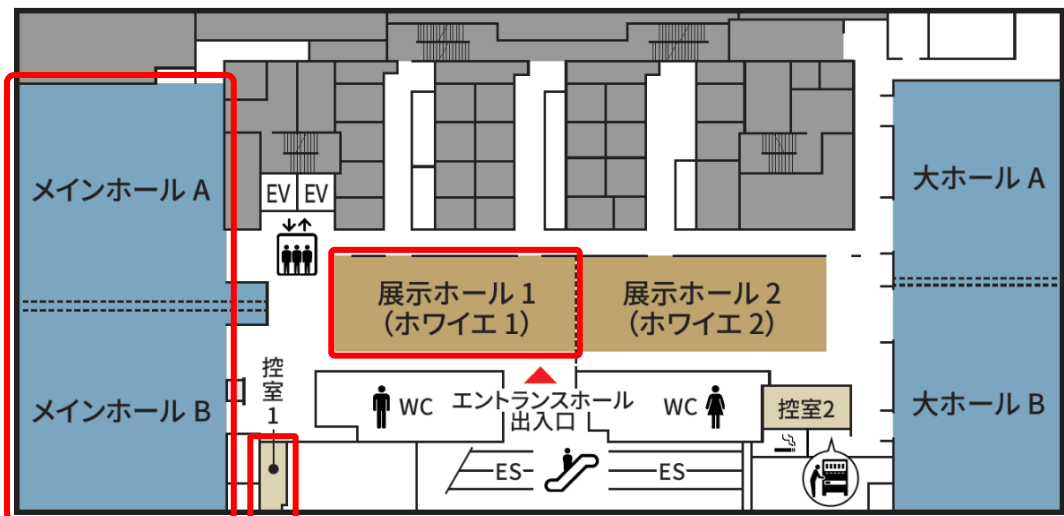 メインホール A
EV
EV
大ホール A
展示ホール 1
(ホワイエ 1)
展示ホール 2
(ホワイエ 2)
メインホール B
控室1
WC
エントランスホール
出入口
WC
控室2
大ホール B
ES
ES